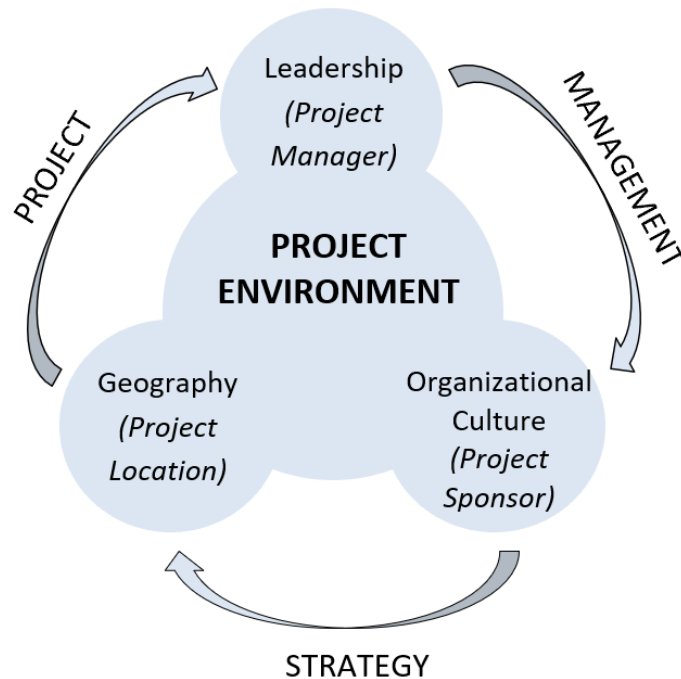 Leadership
(Project
Manager)
PROJECT
MANAGEMENT
PROJECT
ENVIRONMENT
Geography
(Project
Location)
Organizational
Culture
(Project
Sponsor)
STRATEGY